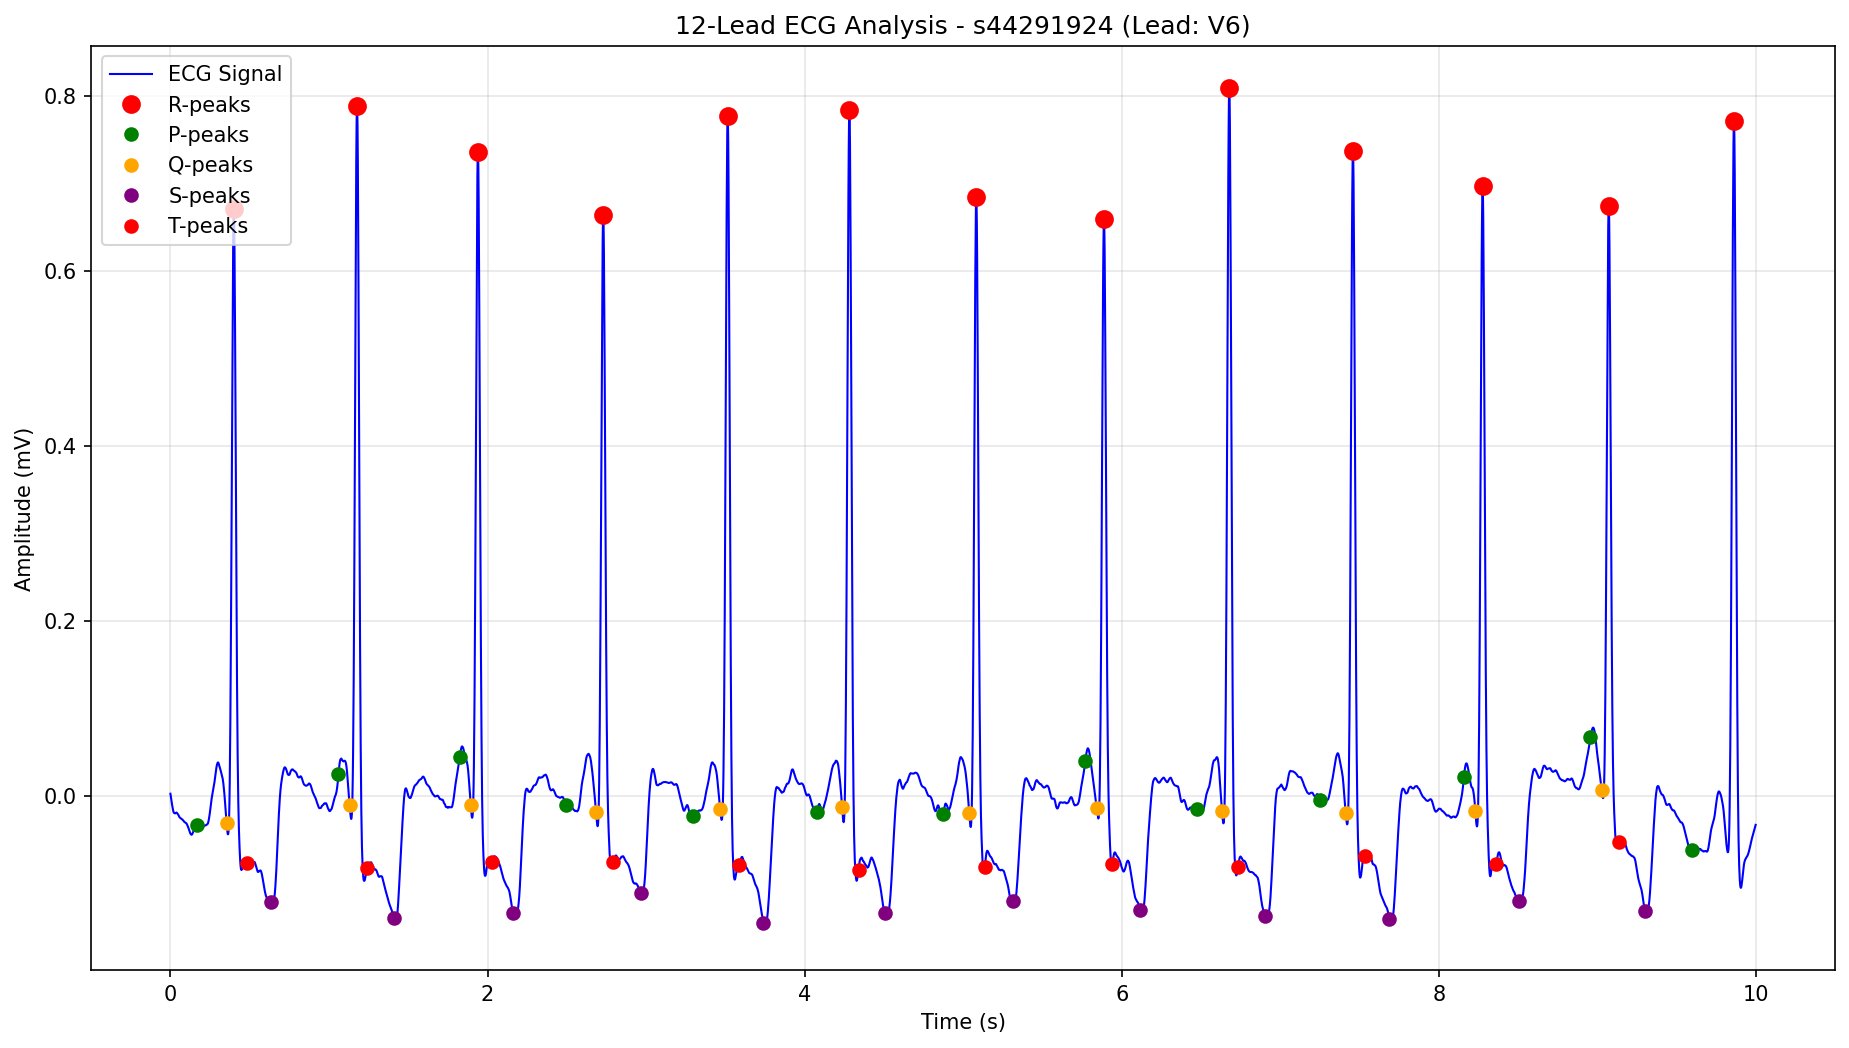 12-Lead ECG Analysis - s44291924 (Lead: V6)
ECG Signal
R-peaks
P-peaks
Q-peaks
S-peaks
T-peaks
Amplitude (mV)
0.8
0.6
0.4
0.2
0.0
0 2 4 6 8 10
Time (s)